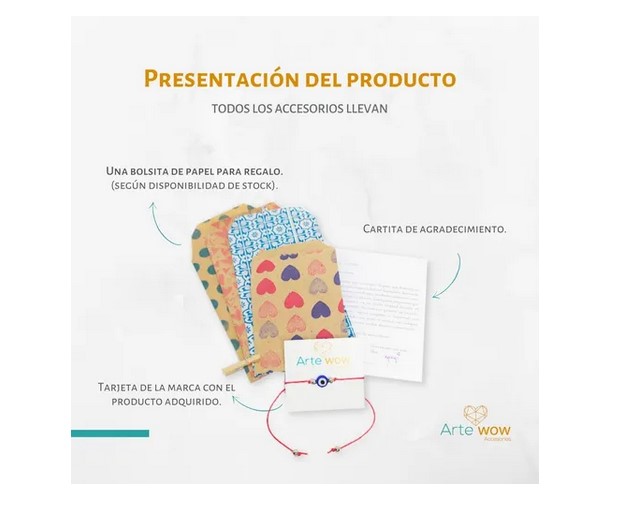 PRESENTACIÓN DEL PRODUCTO
TODOS LOS ACCESORIOS LLEVAN
UNA BOLSITA DE PAPEL PARA REGALO.
(SEGÚN DISPONIBILIDAD DE STOCK).
CARTITA DE AGRADECIMIENTO.
Arte wow
TARJETA DE LA MARCA CON EL
PRODUCTO ADQUIRIDO.
Arte wow
Accesorios